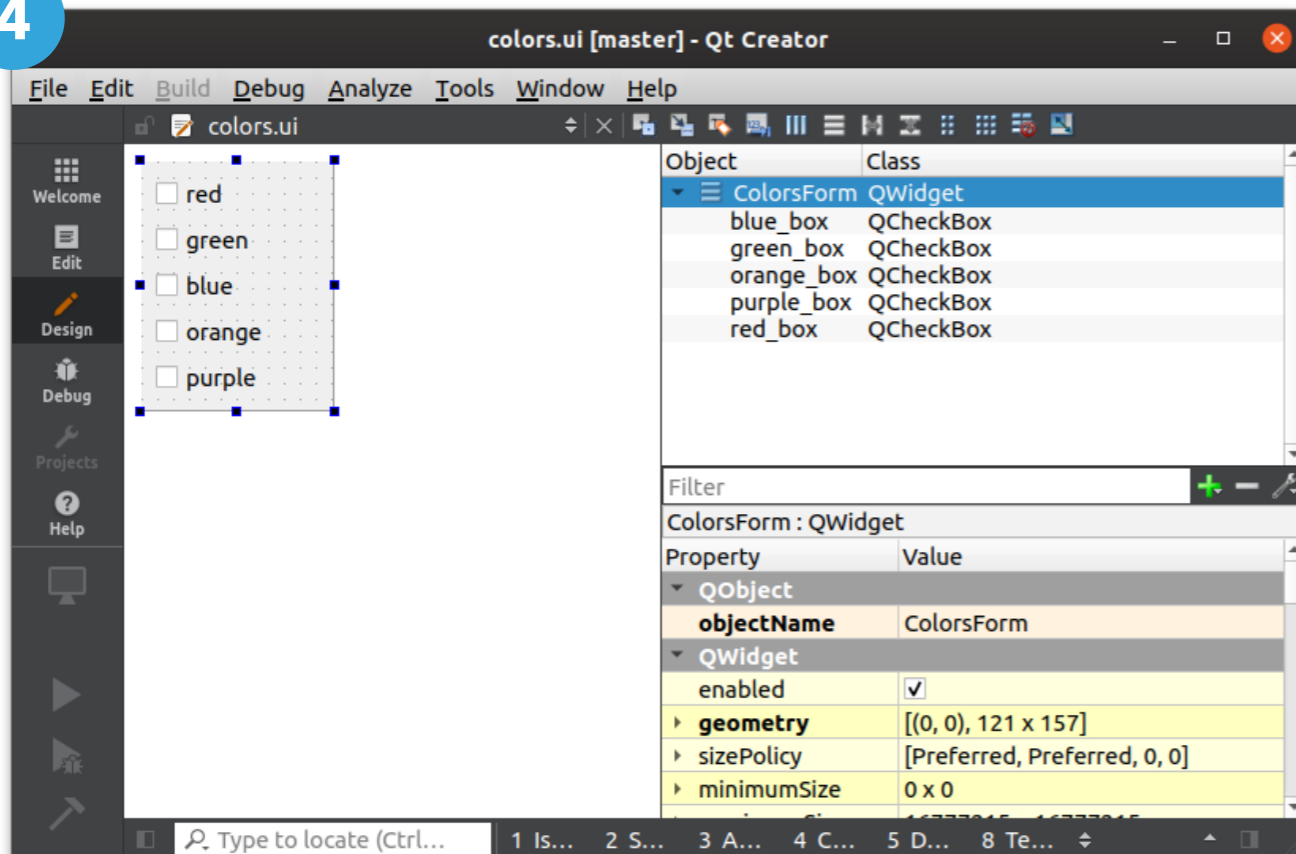 4
colors.ui [master] - Qt Creator
File Edit Build Debug Analyze Tools Window Help
colors.ui
Welcome
Edit
Design
Debug
Projects
Help
red
green
blue
orange
purple
Object Class
ColorsForm QWidget
blue_box QCheckBox
green_box QCheckBox
orange_box QCheckBox
purple_box QCheckBox
red_box QCheckBox
Filter
ColorsForm : QWidget
Property Value
QObject
objectName ColorsForm
QWidget
enabled
geometry [(0, 0), 121 x 157]
sizePolicy [Preferred, Preferred, 0, 0]
minimumSize 0 x 0
Type to locate (Ctrl... 1 Is... 2 S... 3 A... 4 C... 5 D... 8 Te...